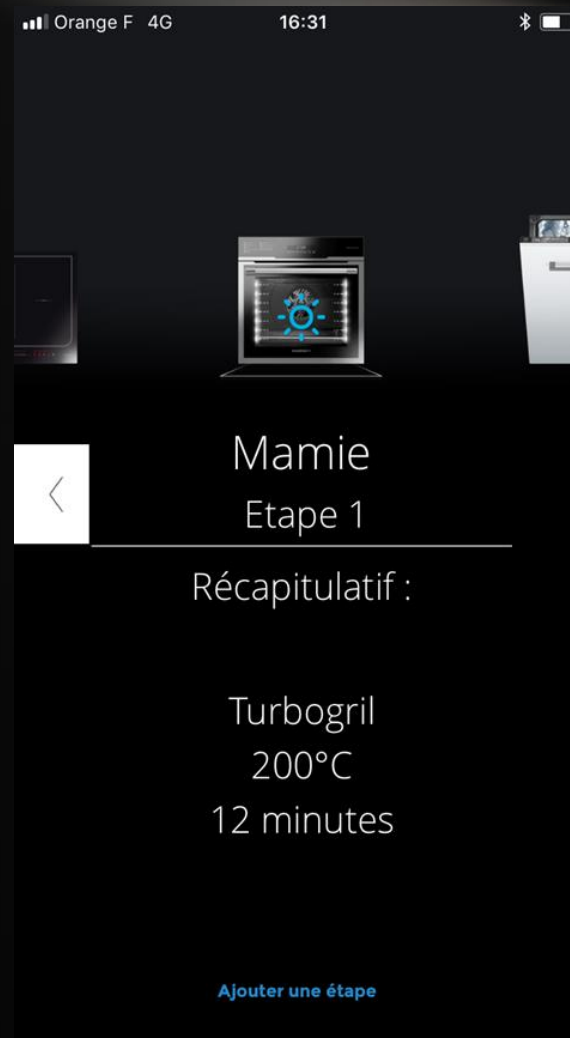 Orange F 4G 16:31
Mamie
Etape 1
Récapitulatif :
Turbogril
200°C
12 minutes
Ajouter une étape